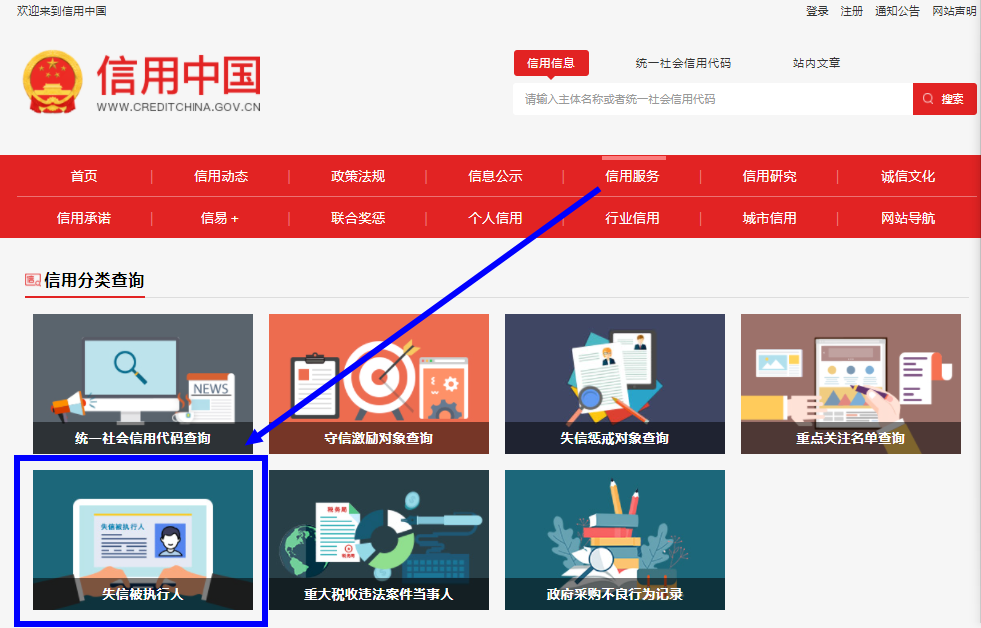 欢迎来到信用中国
登录 注册 通知公告 网站声明
信用中国
WWW.CREDITCHINA.GOV.CN
信用信息 统一社会信用代码 站内文章
请输入主体名称或者统一社会信用代码 搜索
首页 信用动态 政策法规 信息公示 信用服务 信用研究 诚信文化
信用承诺 信易+ 联合奖惩 个人信用 行业信用 城市信用 网站导航
信用分类查询
NEWS
统一社会信用代码查询 守信激励对象查询 失信惩戒对象查询 重点关注名单查询
失信被执行人
税务局
失信被执行人 重大税收违法案件当事人 政府采购不良行为记录